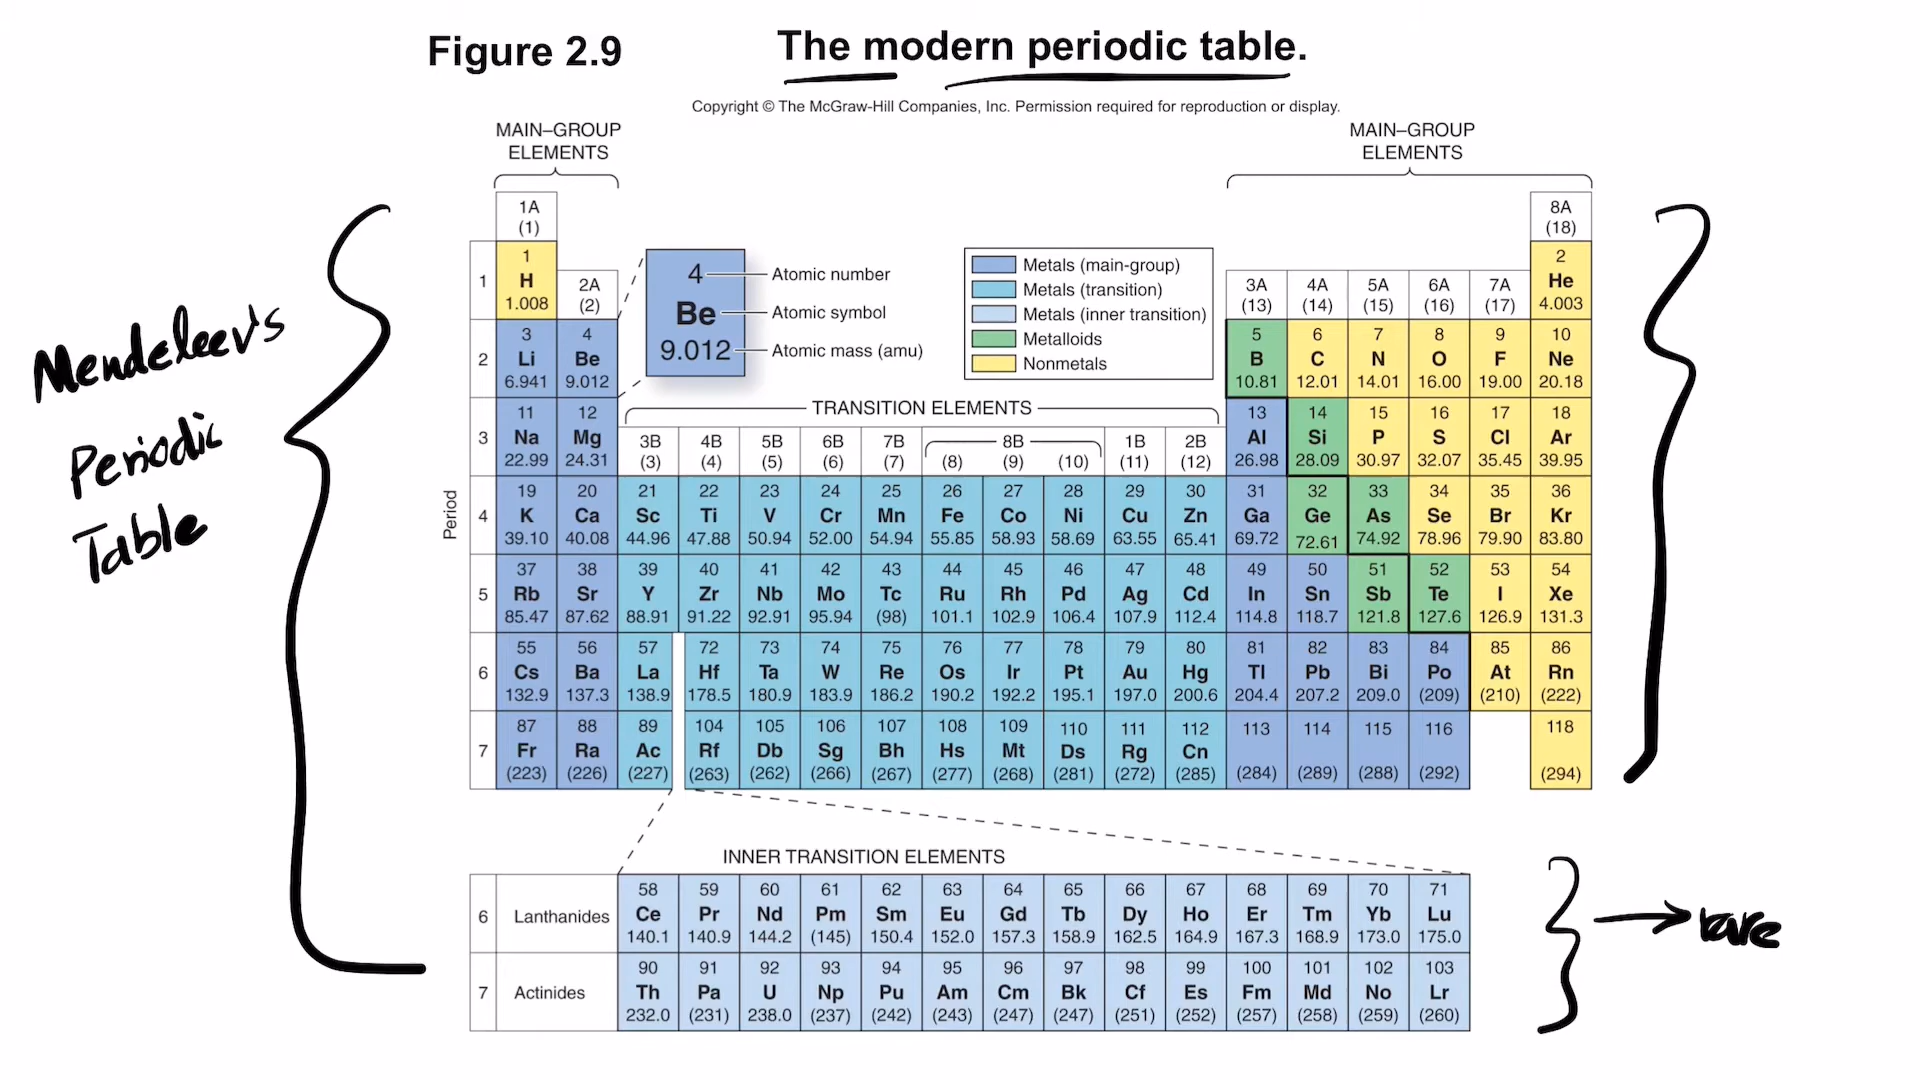 Figure 2.9 The modern periodic table.
Copyright © The McGraw-Hill Companies, Inc. Permission required for reproduction or display.
MAIN–GROUP ELEMENTS
MAIN–GROUP ELEMENTS
1A (1)
8A (18)
2A (2)
3A (13) 4A (14) 5A (15) 6A (16) 7A (17)
4 Atomic number
Be Atomic symbol
9.012 Atomic mass (amu)
Metals (main-group)
Metals (transition)
Metals (inner transition)
Metalloids
Nonmetals
TRANSITION ELEMENTS
3B 4B 5B 6B 7B 8B 1B 2B
(3) (4) (5) (6) (7) (8) (9) (10) (11) (12)
Period
1 2
1 H He
1.008 4.003
3 4 5 6 7 8 9 10
2 Li Be B C N O F Ne
6.941 9.012 10.81 12.01 14.01 16.00 19.00 20.18
11 12 13 14 15 16 17 18
3 Na Mg Al Si P S Cl Ar
22.99 24.31 26.98 28.09 30.97 32.07 35.45 39.95
19 20 21 22 23 24 25 26 27 28 29 30 31 32 33 34 35 36
4 K Ca Sc Ti V Cr Mn Fe Co Ni Cu Zn Ga Ge As Se Br Kr
39.10 40.08 44.96 47.88 50.94 52.00 54.94 55.85 58.93 58.69 63.55 65.41 69.72 72.61 74.92 78.96 79.90 83.80
37 38 39 40 41 42 43 44 45 46 47 48 49 50 51 52 53 54
5 Rb Sr Y Zr Nb Mo Tc Ru Rh Pd Ag Cd In Sn Sb Te I Xe
85.47 87.62 88.91 91.22 92.91 95.94 (98) 101.1 102.9 106.4 107.9 112.4 114.8 118.7 121.8 127.6 126.9 131.3
55 56 57 72 73 74 75 76 77 78 79 80 81 82 83 84 85 86
6 Cs Ba La Hf Ta W Re Os Ir Pt Au Hg Tl Pb Bi Po At Rn
132.9 137.3 138.9 178.5 180.9 183.9 186.2 190.2 192.2 195.1 197.0 200.6 204.4 207.2 209.0 (209) (210) (222)
87 88 89 104 105 106 107 108 109 110 111 112 113 114 115 116 118
7 Fr Ra Ac Rf Db Sg Bh Hs Mt Ds Rg Cn
(223) (226) (227) (263) (262) (266) (267) (277) (268) (281) (272) (285) (284) (289) (288) (292) (294)
INNER TRANSITION ELEMENTS
58 59 60 61 62 63 64 65 66 67 68 69 70 71
6 Lanthanides Ce Pr Nd Pm Sm Eu Gd Tb Dy Ho Er Tm Yb Lu
140.1 140.9 144.2 (145) 150.4 152.0 157.3 158.9 162.5 164.9 167.3 168.9 173.0 175.0
90 91 92 93 94 95 96 97 98 99 100 101 102 103
7 Actinides Th Pa U Np Pu Am Cm Bk Cf Es Fm Md No Lr
232.0 (231) 238.0 (237) (242) (243) (247) (247) (251) (252) (257) (258) (259) (260)
Mendeleev's
Periodic
Table
rare